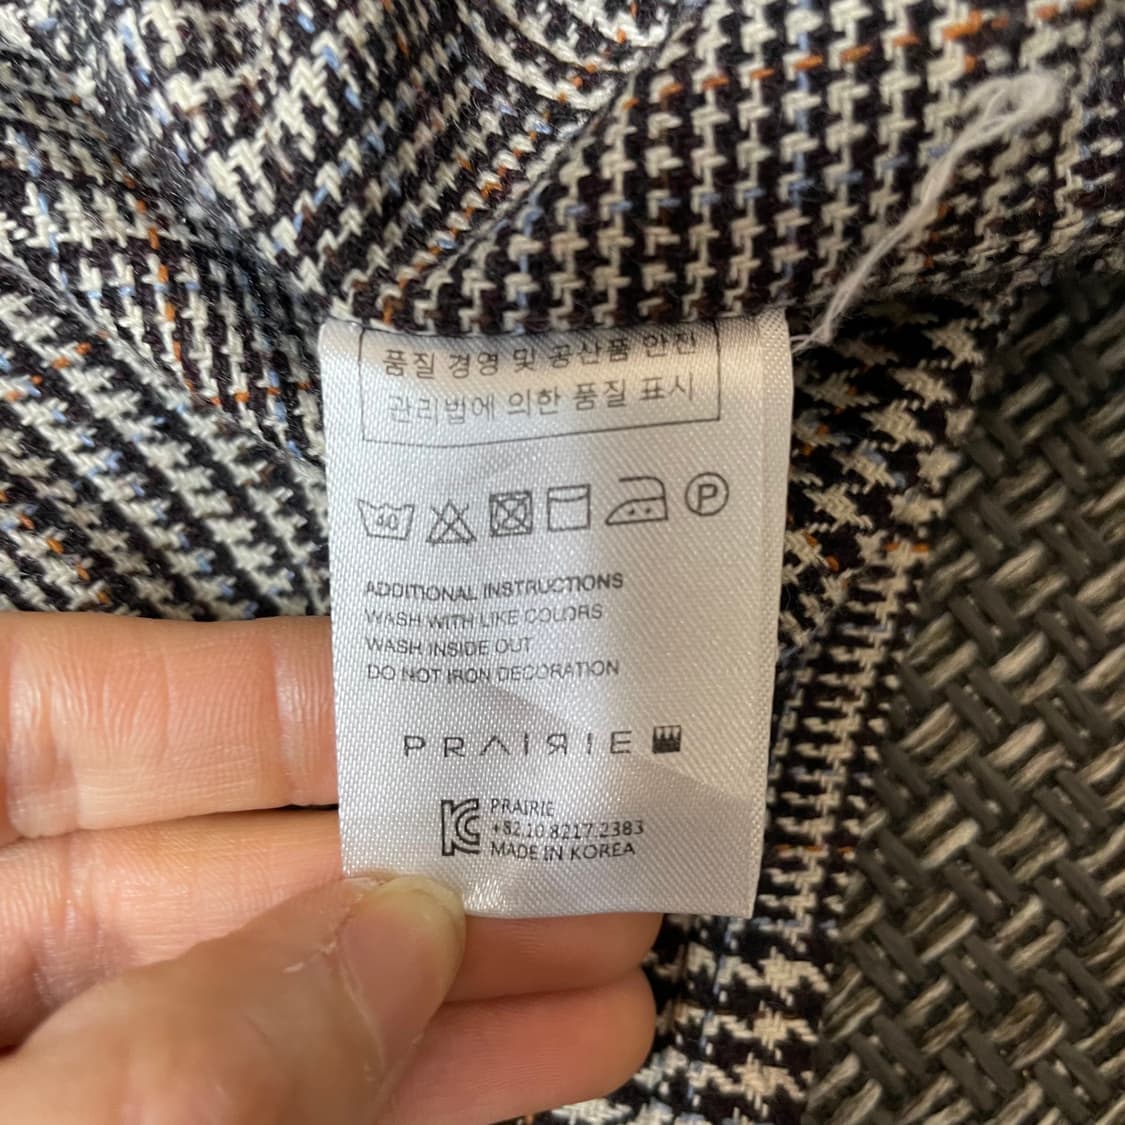 품질 경영 및 공산품 안전
관리법에 의한 품질 표시
40 P
ADDITIONAL INSTRUCTIONS
WASH WITH LIKE COLORS
WASH INSIDE OUT
DO NOT IRON DECORATION
PRAIRIE
PRAIRIE
+82.10.8217.2383
MADE IN KOREA